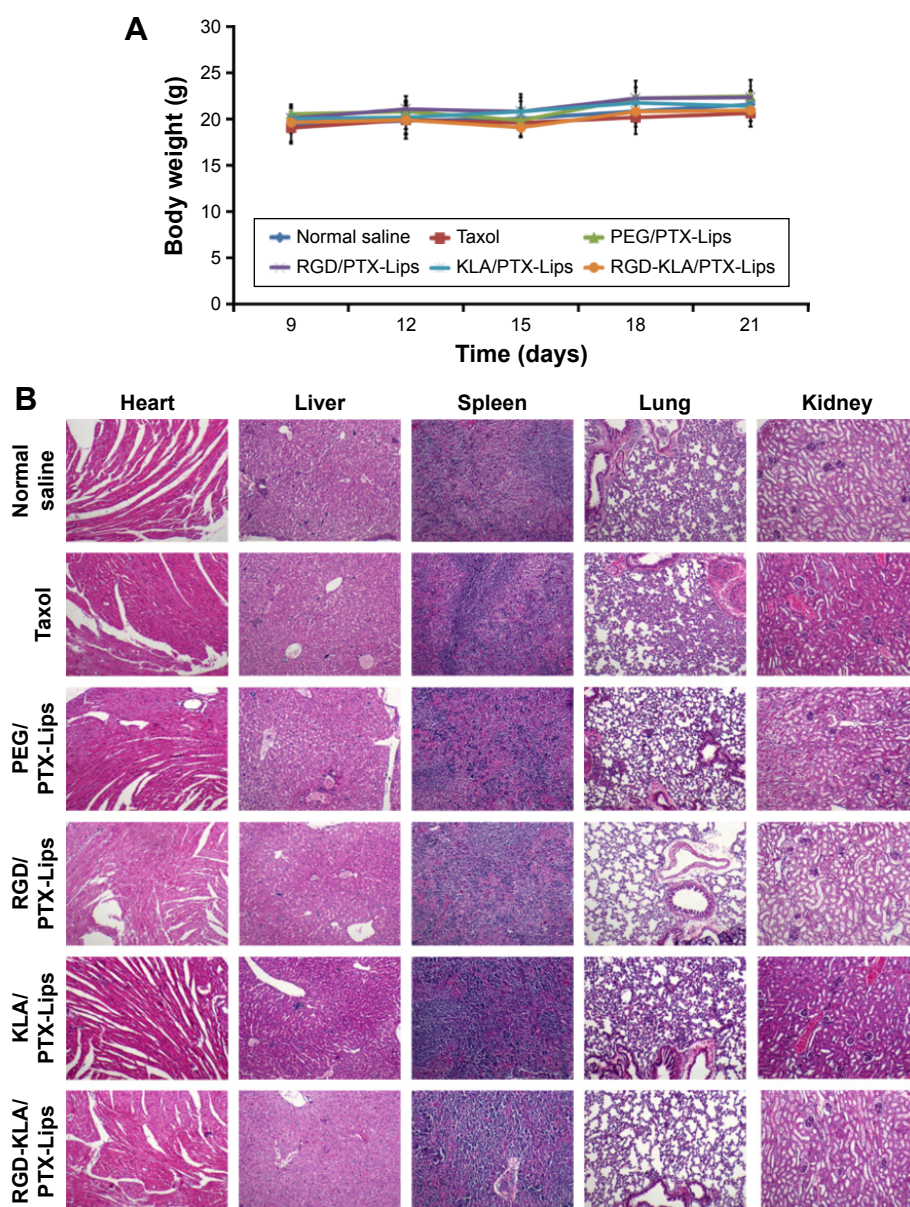 A
30
25
20
15
10
5
0
Body weight (g)
Normal saline Taxol PEG/PTX-Lips
RGD/PTX-Lips KLA/PTX-Lips RGD-KLA/PTX-Lips
9 12 15 18 21
Time (days)
B
Heart Liver Spleen Lung Kidney
Normal
saline
Taxol
PEG/
PTX-Lips
RGD/
PTX-Lips
KLA/
PTX-Lips
RGD-KLA/
PTX-Lips